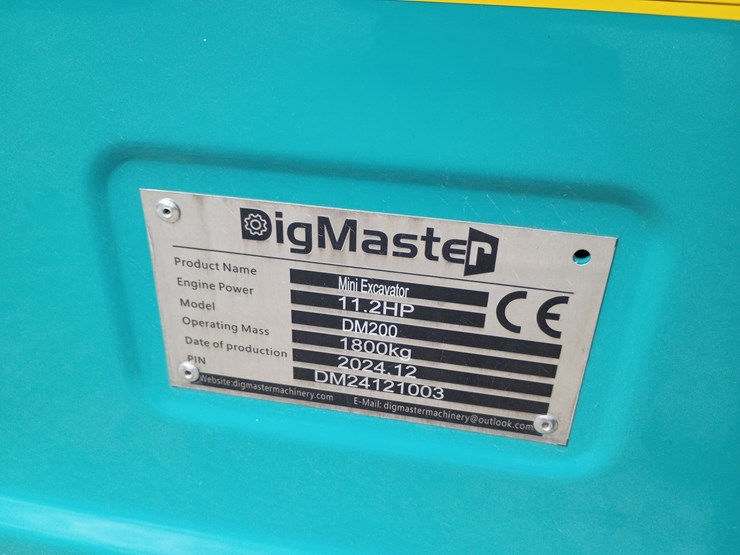 DigMaster
Product Name Mini Excavator
Engine Power 11.2HP
Model DM200
Operating Mass 1800kg
Date of production 2024.12
PIN DM24121003
CE
Website:digmastermachinery.com E-Mail: digmastermachinery@outlook.com